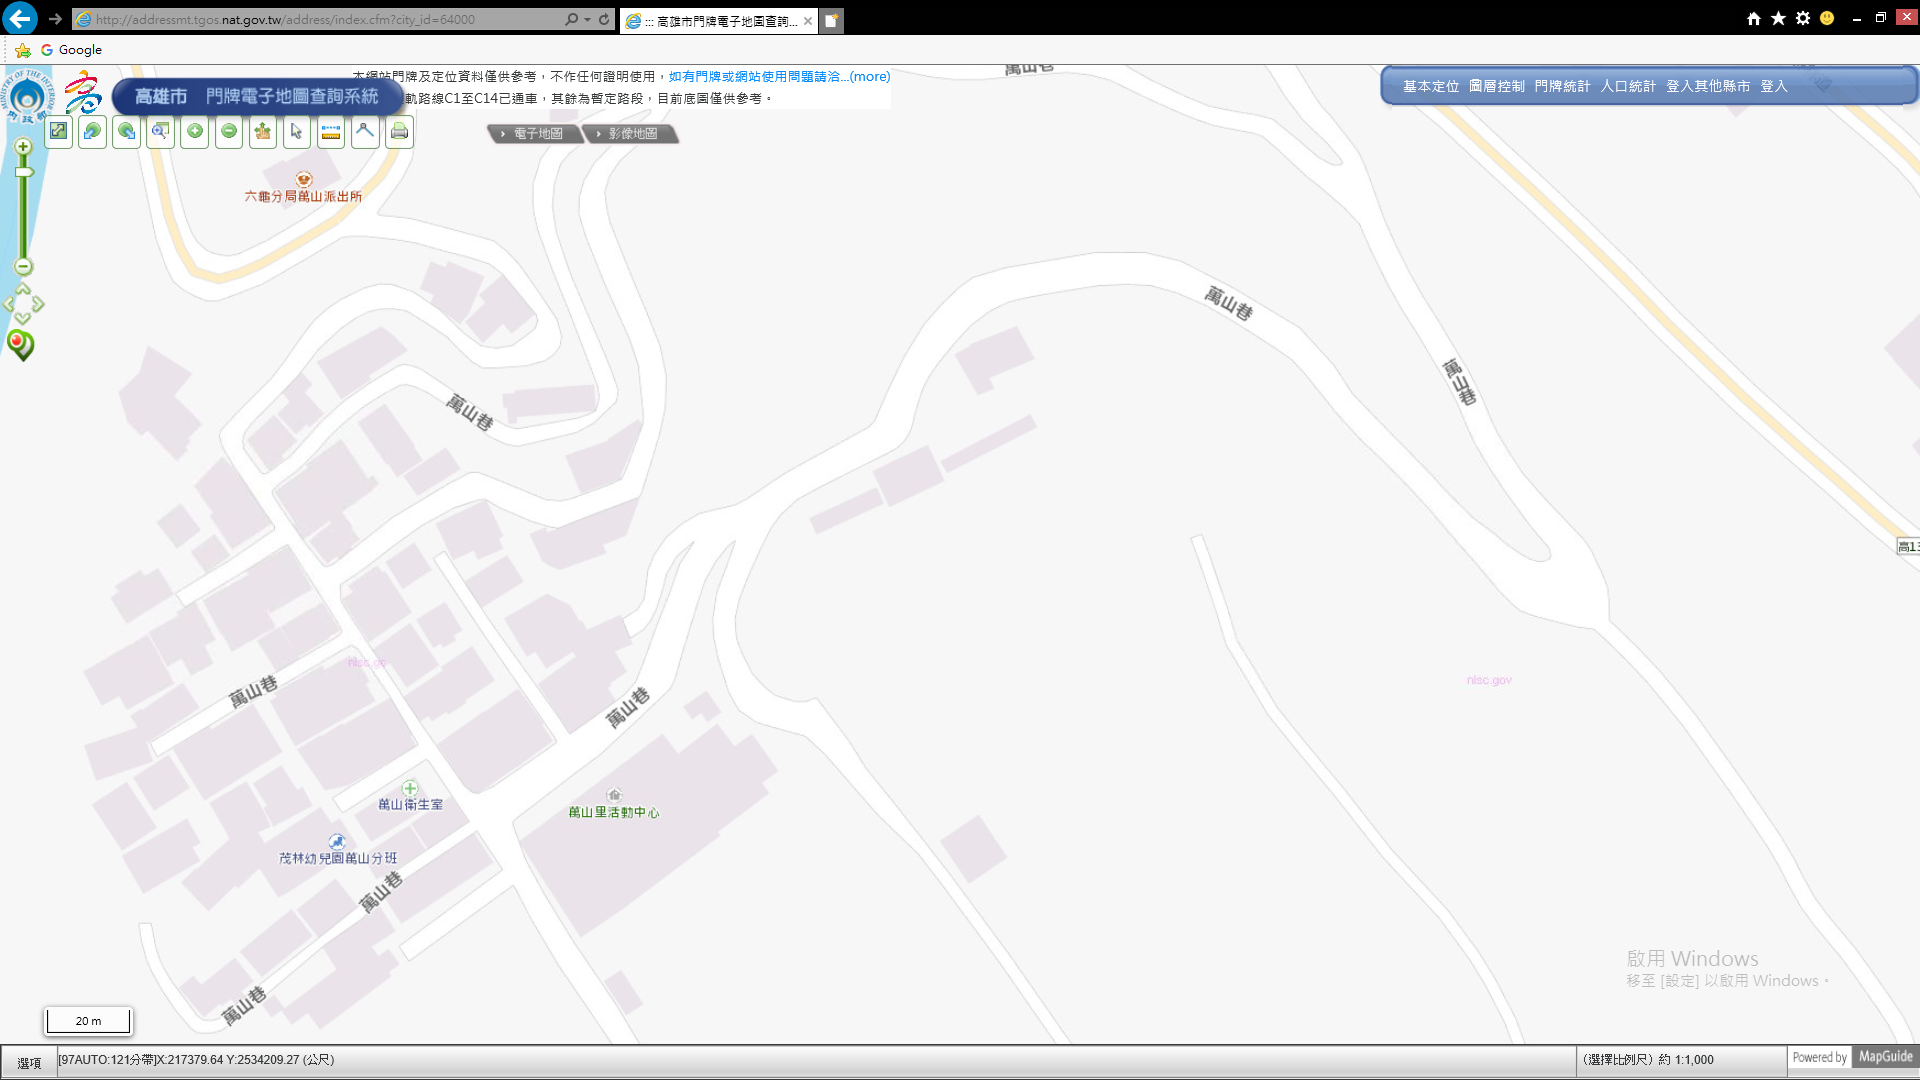 http://addressmt.tgos.nat.gov.tw/address/index.cfm?city_id=64000
::: 高雄市門牌電子地圖查詢...
Google
本網站門牌及定位資料僅供參考，不作任何證明使用，如有門牌或網站使用問題請洽...(more)
軌路線C1至C14已通車，其餘為暫定路段，目前底圖僅供參考。
高雄市 門牌電子地圖查詢系統
基本定位 圖層控制 門牌統計 人口統計 登入其他縣市 登入
電子地圖 影像地圖
萬山巷
六龜分局萬山派出所
萬山巷
萬山巷
萬山巷
高13
nlsc.go
nlsc.gov
萬山巷
萬山巷
萬山衛生室
萬山里活動中心
茂林幼兒園萬山分班
萬山巷
萬山巷
啟用 Windows
移至 [設定] 以啟用 Windows。
20 m
選項
[97AUTO:121分帶]X:217379.64 Y:2534209.27 (公尺)
(選擇比例尺) 約 1:1,000
Powered by MapGuide